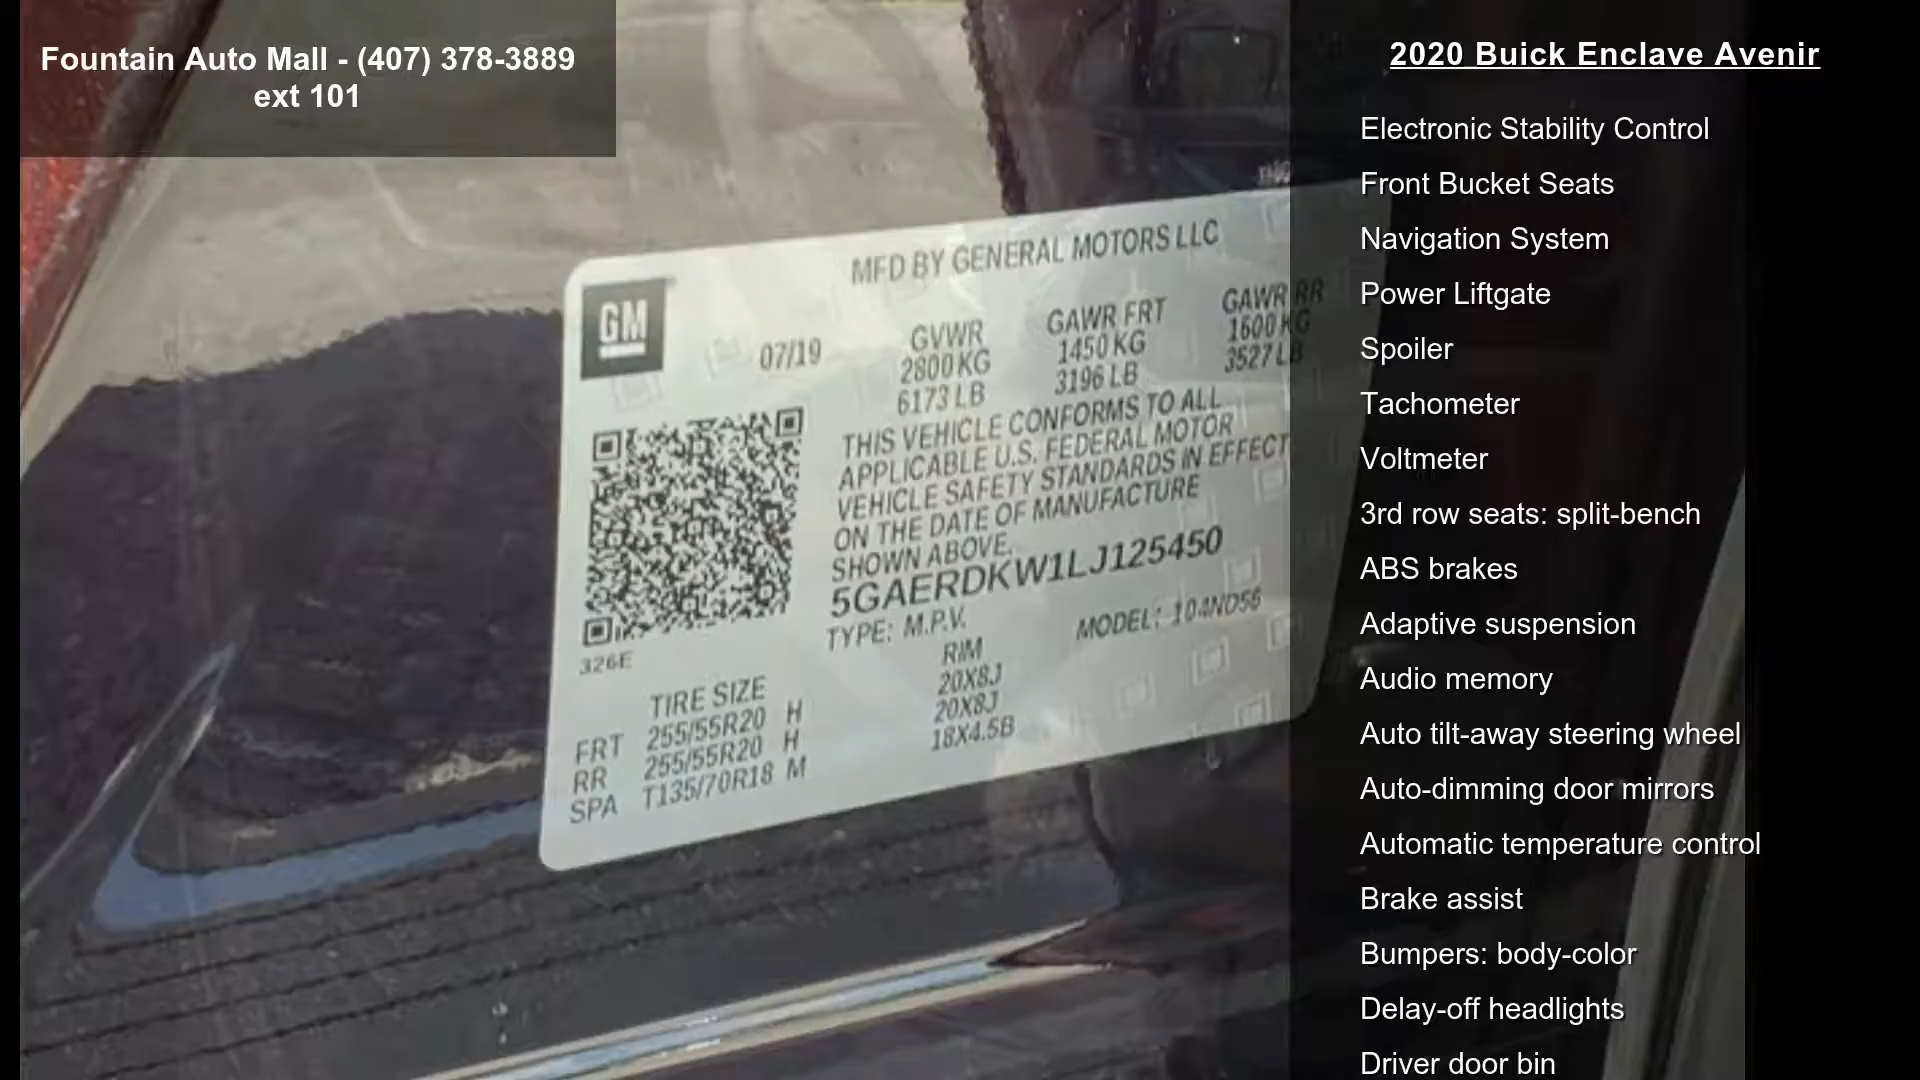 Fountain Auto Mall - (407) 378-3889
ext 101
2020 Buick Enclave Avenir
Electronic Stability Control
Front Bucket Seats
Navigation System
Power Liftgate
Spoiler
Tachometer
Voltmeter
3rd row seats: split-bench
ABS brakes
Adaptive suspension
Audio memory
Auto tilt-away steering wheel
Auto-dimming door mirrors
Automatic temperature control
Brake assist
Bumpers: body-color
Delay-off headlights
Driver door bin
MFD BY GENERAL MOTORS LLC
GM
07/19
GVWR GAWR FRT GAWR RR
2800 KG 1450 KG 1600 KG
6173 LB 3196 LB 3527 LB
THIS VEHICLE CONFORMS TO ALL
APPLICABLE U.S. FEDERAL MOTOR
VEHICLE SAFETY STANDARDS IN EFFECT
ON THE DATE OF MANUFACTURE
SHOWN ABOVE.
5GAERDKW1LJ125450
TYPE: M.P.V. MODEL: 104ND56
326E
TIRE SIZE RIM
FRT 255/55R20 H 20X8J
RR 255/55R20 H 20X8J
SPA T135/70R18 M 18X4.5B